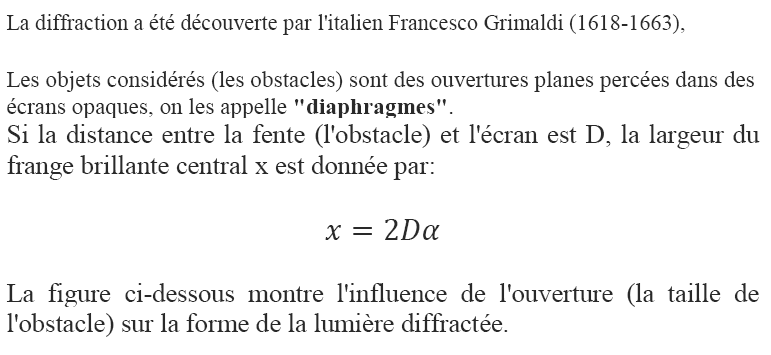 La diffraction a été découverte par l'italien Francesco Grimaldi (1618-1663),
Les objets considérés (les obstacles) sont des ouvertures planes percées dans des
écrans opaques, on les appelle "diaphragmes".
Si la distance entre la fente (l'obstacle) et l'écran est D, la largeur du
frange brillante central x est donnée par:
x = 2Dα
La figure ci-dessous montre l'influence de l'ouverture (la taille de
l'obstacle) sur la forme de la lumière diffractée.